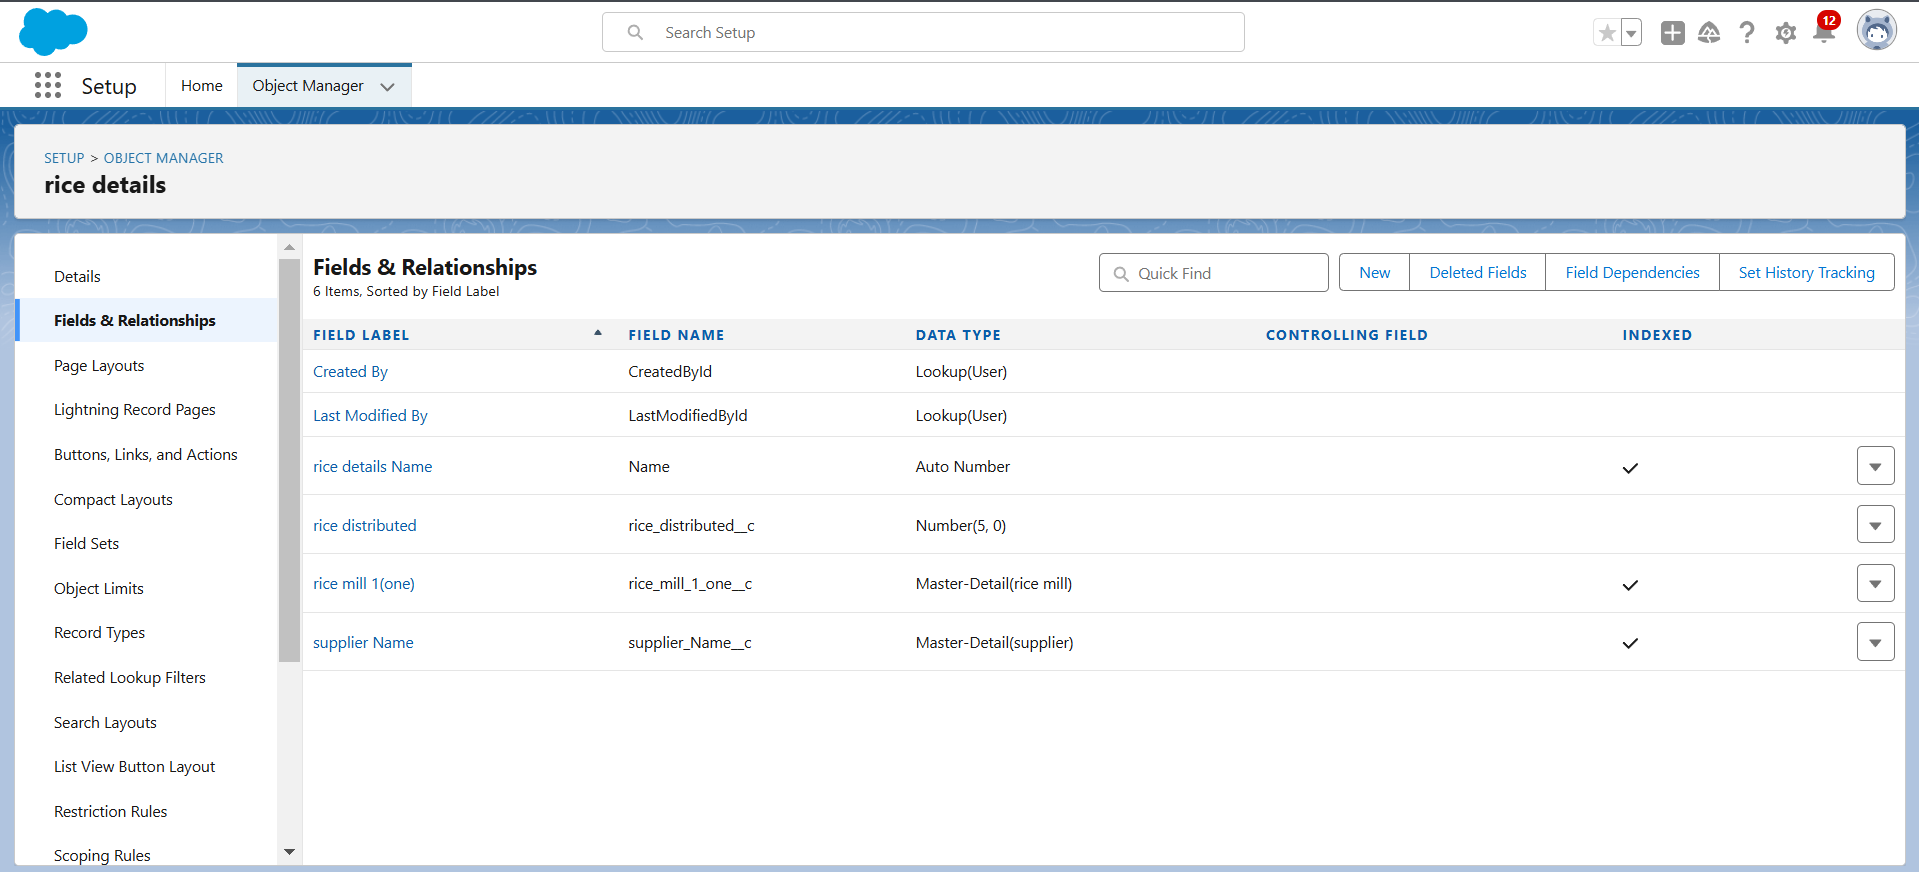 Search Setup
12
Setup
Home
Object Manager
SETUP > OBJECT MANAGER
rice details
Details
Fields & Relationships
Page Layouts
Lightning Record Pages
Buttons, Links, and Actions
Compact Layouts
Field Sets
Object Limits
Record Types
Related Lookup Filters
Search Layouts
List View Button Layout
Restriction Rules
Scoping Rules
Fields & Relationships
6 Items, Sorted by Field Label
Quick Find
New
Deleted Fields
Field Dependencies
Set History Tracking
FIELD LABEL FIELD NAME DATA TYPE CONTROLLING FIELD INDEXED
Created By CreatedById Lookup(User)
Last Modified By LastModifiedById Lookup(User)
rice details Name Name Auto Number
rice distributed rice_distributed__c Number(5, 0)
rice mill 1(one) rice_mill_1_one__c Master-Detail(rice mill)
supplier Name supplier_Name__c Master-Detail(supplier)